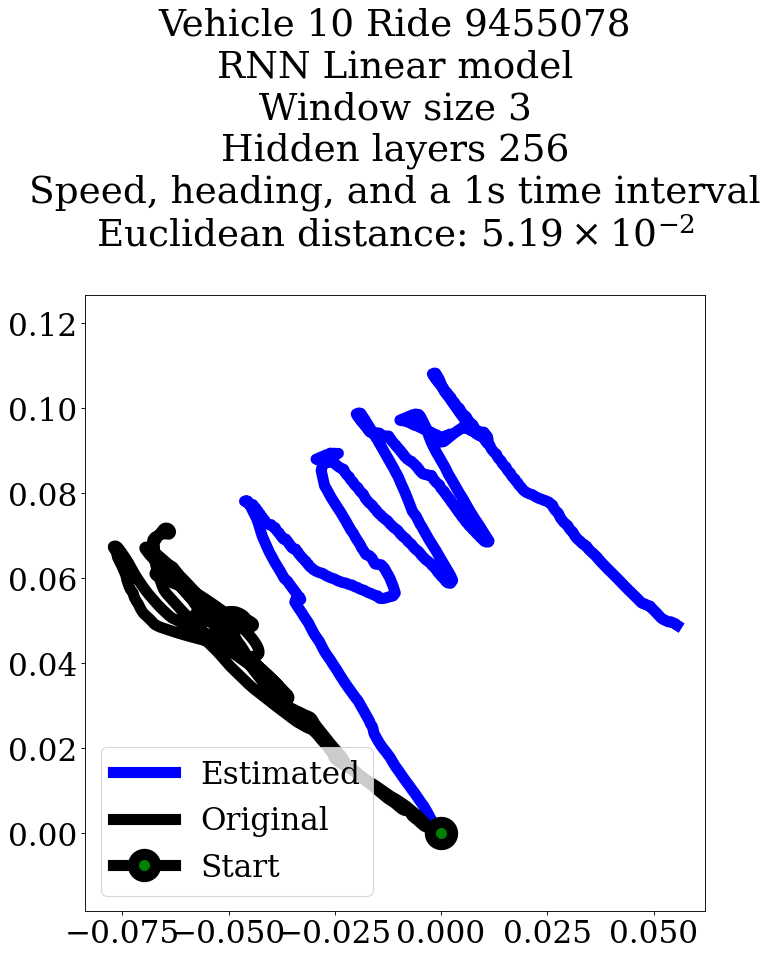 Vehicle 10 Ride 9455078
RNN Linear model
Window size 3
Hidden layers 256
Speed, heading, and a 1s time interval
Euclidean distance: 5.19 × 10⁻²
0.12
0.10
0.08
0.06
0.04
0.02
0.00
Estimated
Original
Start
−0.075 −0.050 −0.025 0.000 0.025 0.050